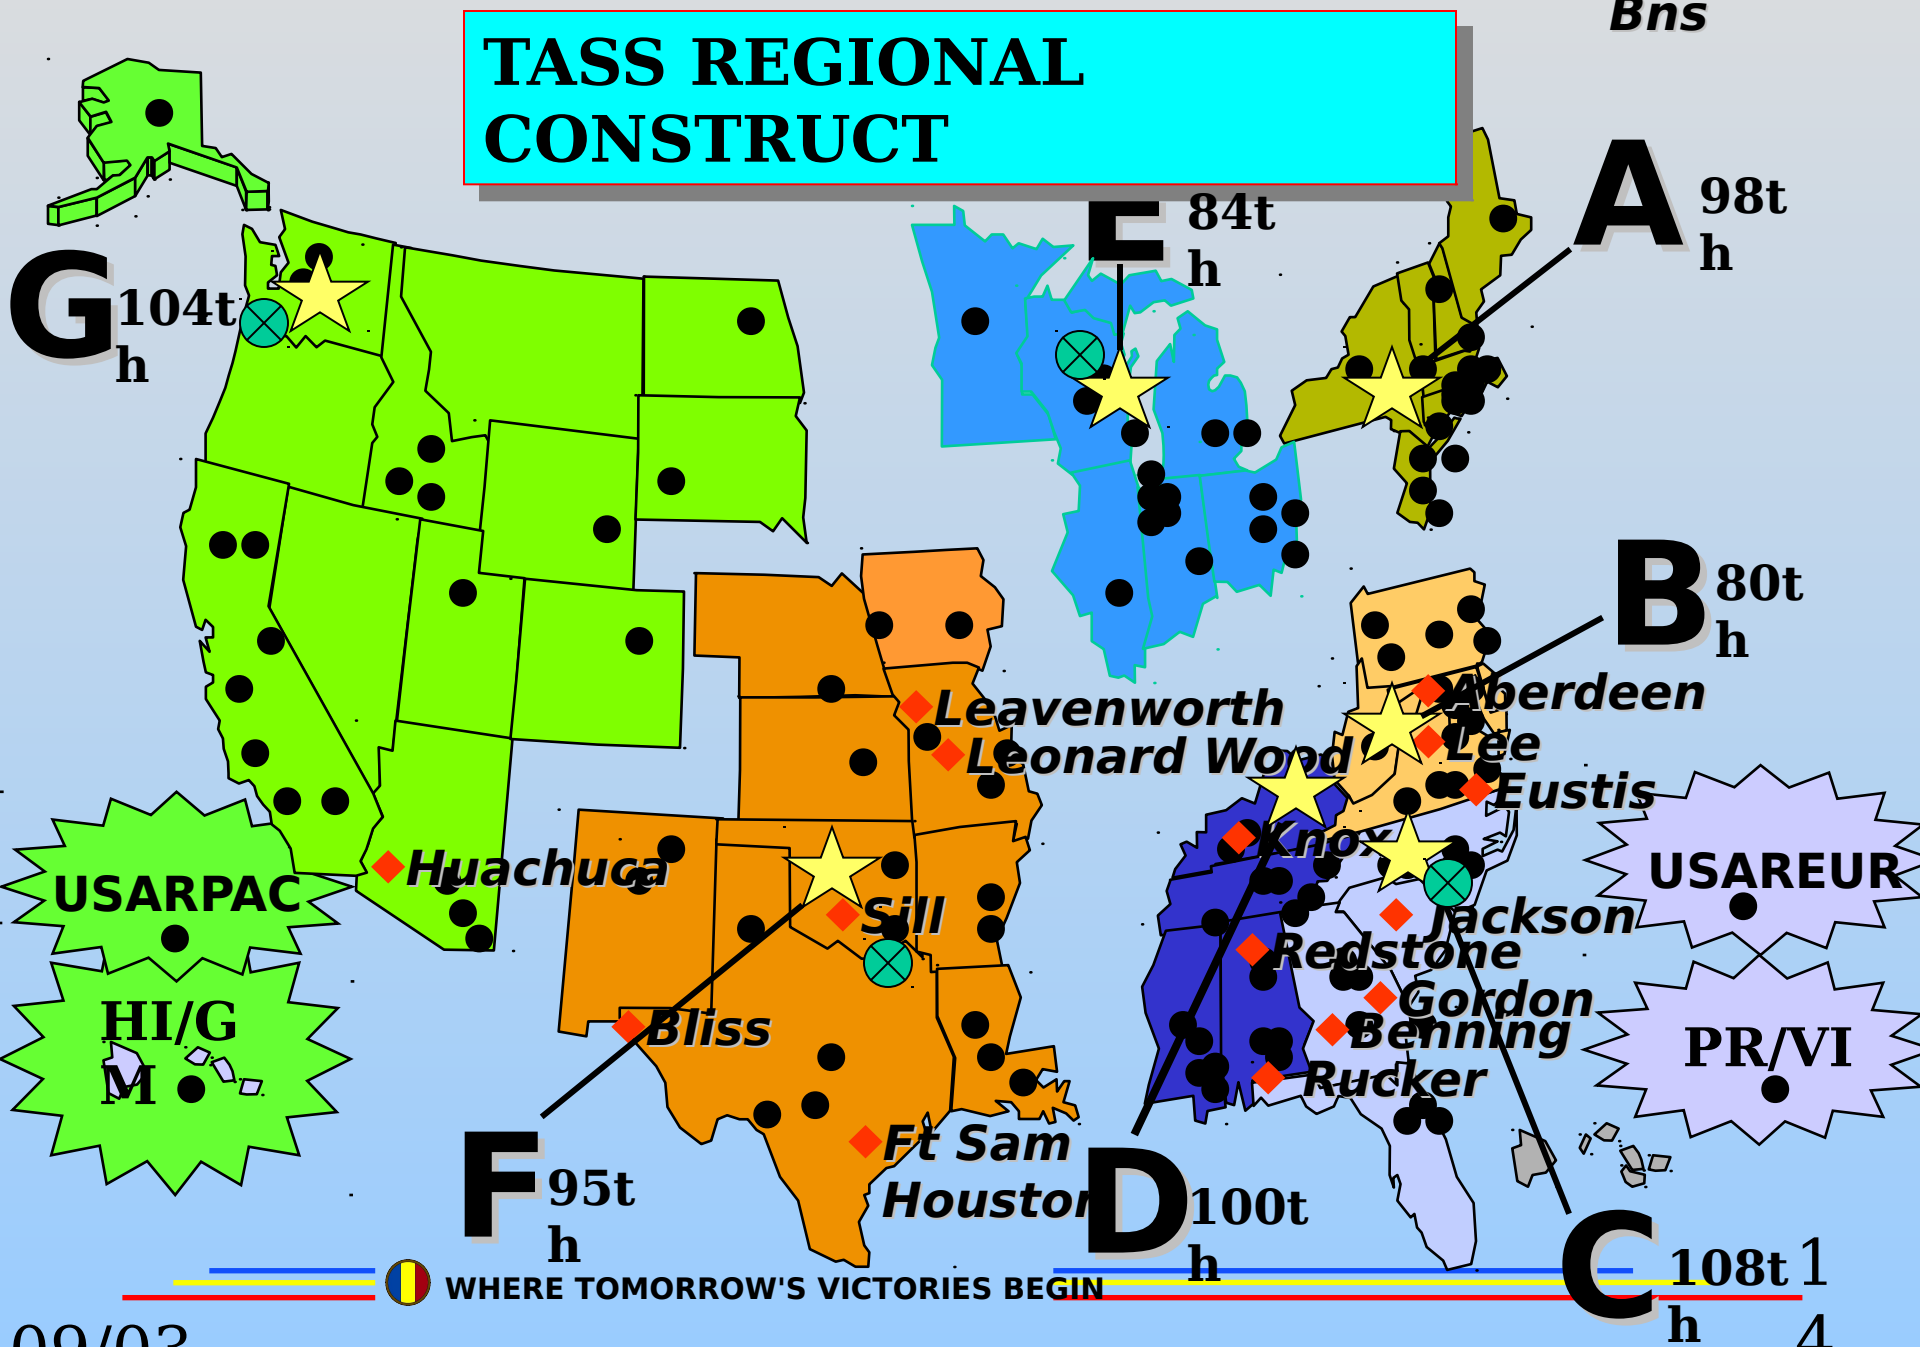 Bns
TASS REGIONAL
CONSTRUCT
A 98t
h
E 84t
h
G 104t
h
B 80t
h
Aberdeen
Leavenworth
Lee
Leonard Wood
Eustis
Knox
Huachuca
USARPAC
USAREUR
Sill
Jackson
Redstone
Gordon
HI/G
M
Bliss
Benning
PR/VI
Rucker
Ft Sam
Houston
F 95t
h
D 100t
h
C 108t
h
WHERE TOMORROW'S VICTORIES BEGIN
1
4
09/03